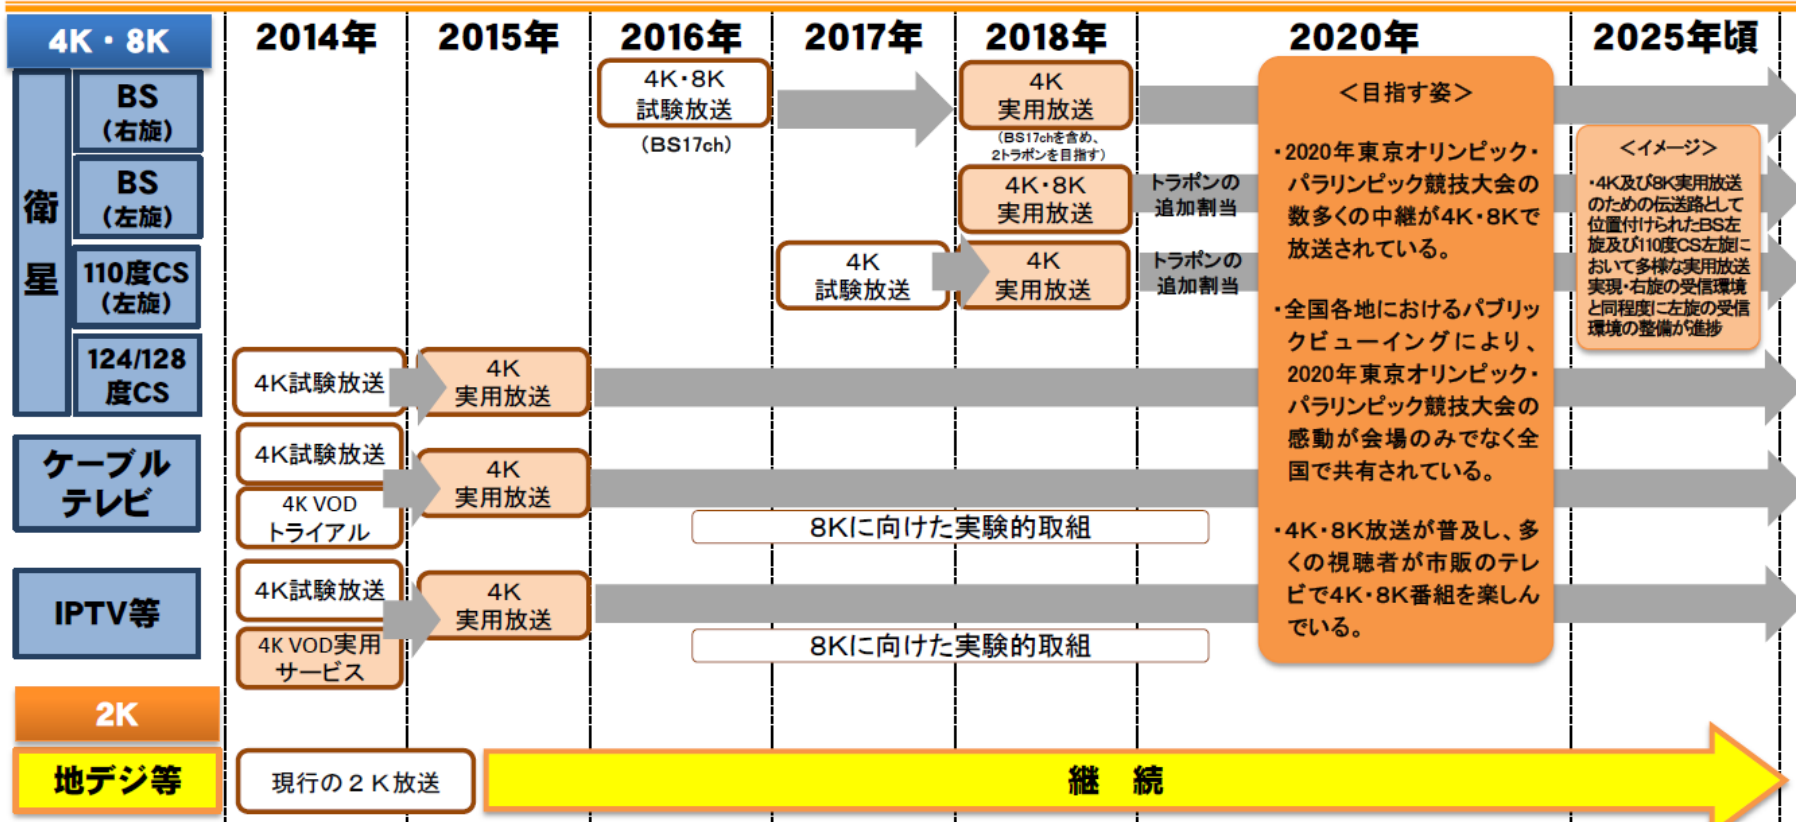 4K・8K
2014年
2015年
2016年
2017年
2018年
2020年
2025年頃
衛
星
BS
（右旋）
4K・8K
試験放送
（BS17ch）
4K
実用放送
（BS17chを含め、
2トラポンを目指す）
BS
（左旋）
4K・8K
実用放送
トラポンの
追加割当
110度CS
（左旋）
4K
試験放送
4K
実用放送
トラポンの
追加割当
124/128
度CS
4K試験放送
4K
実用放送
ケーブル
テレビ
4K試験放送
4K VOD
トライアル
4K
実用放送
8Kに向けた実験的取組
IPTV等
4K試験放送
4K VOD実用
サービス
4K
実用放送
8Kに向けた実験的取組
＜目指す姿＞
・2020年東京オリンピック・
パラリンピック競技大会の
数多くの中継が4K・8Kで
放送されている。
・全国各地におけるパブリッ
クビューイングにより、
2020年東京オリンピック・
パラリンピック競技大会の
感動が会場のみでなく全
国で共有されている。
・4K・8K放送が普及し、多
くの視聴者が市販のテレ
ビで4K・8K番組を楽しん
でいる。
＜イメージ＞
・4K及び8K実用放送
のための伝送路として
位置付けられたBS左
旋及び110度CS左旋に
おいて多様な実用放送
実現・右旋の受信環境
と同程度に左旋の受信
環境の整備が進捗
2K
地デジ等
現行の２Ｋ放送
継　続